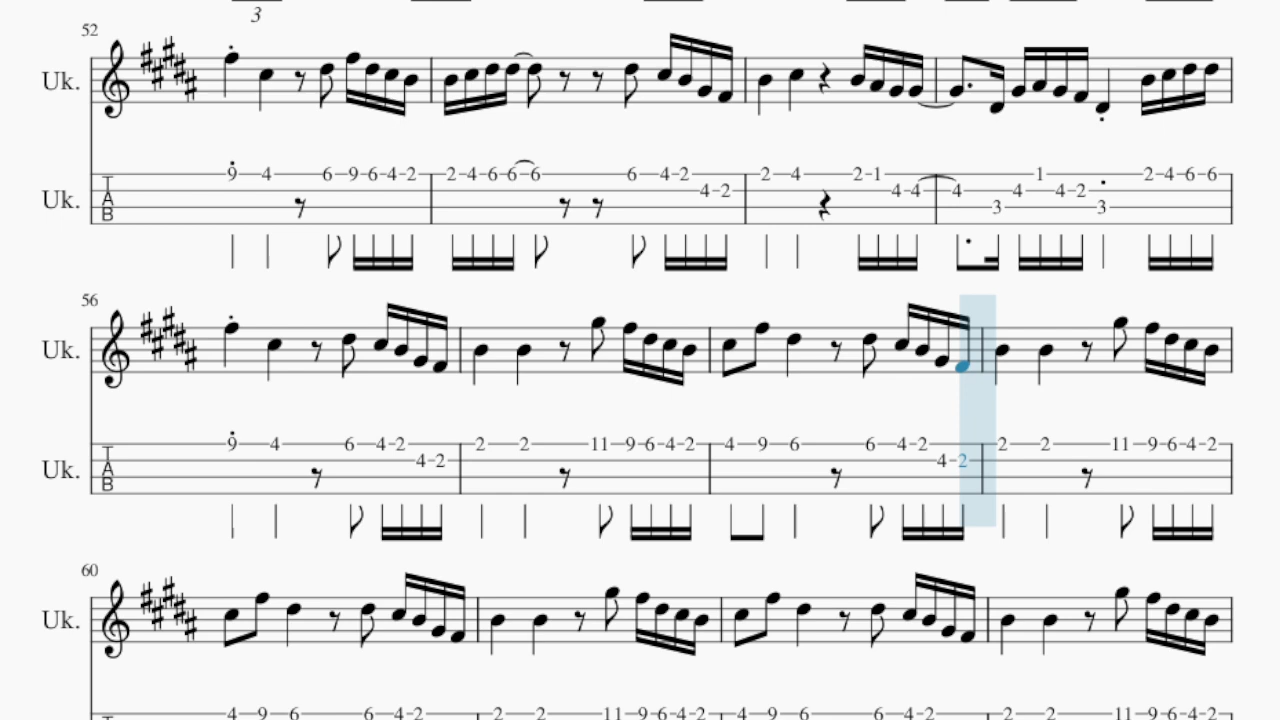 3
52
Uk.
Uk. 9 4 6 9 6 4 2 2 4 6 6 6 6 4 2 4 2 2 4 2 1 4 4 4 3 4 1 4 2 3 2 4 6 6
TAB
56
Uk.
Uk. 9 4 6 4 2 4 2 2 2 11 9 6 4 2 4 9 6 6 4 2 4 2 2 2 11 9 6 4 2
TAB
60
Uk.
4 9 6 6 4 2 2 2 11 9 6 4 2 4 9 6 6 4 2 2 2 11 9 6 4 2